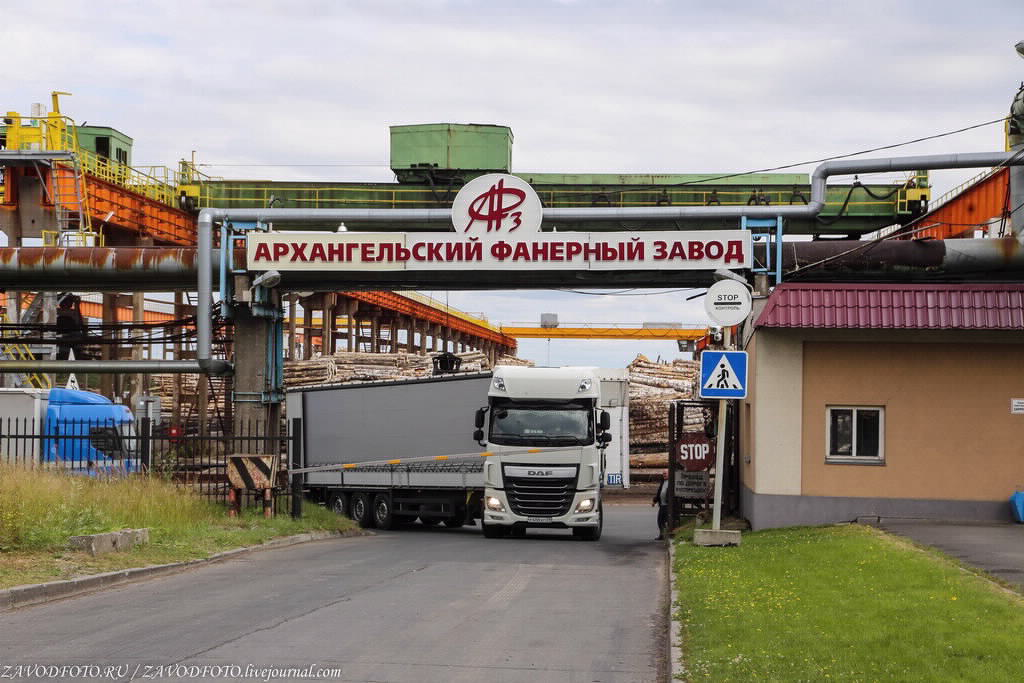 АФЗ
АРХАНГЕЛЬСКИЙ ФАНЕРНЫЙ ЗАВОД
STOP
КОНТРОЛЬ
DAF
TIR
STOP
ZAVODFOTO.RU / ZAVODFOTO.livejournal.com